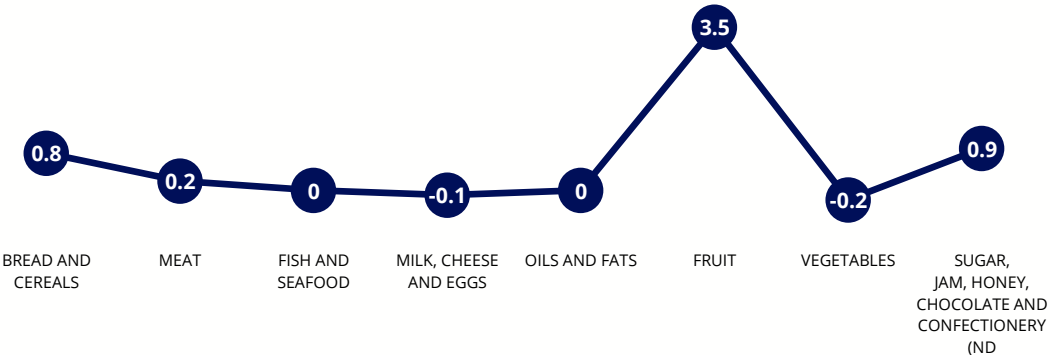 3.5
0.8
0.2
0
-0.1
0
-0.2
0.9
BREAD AND
CEREALS
MEAT
FISH AND
SEAFOOD
MILK, CHEESE
AND EGGS
OILS AND FATS
FRUIT
VEGETABLES
SUGAR,
JAM, HONEY,
CHOCOLATE AND
CONFECTIONERY
(ND